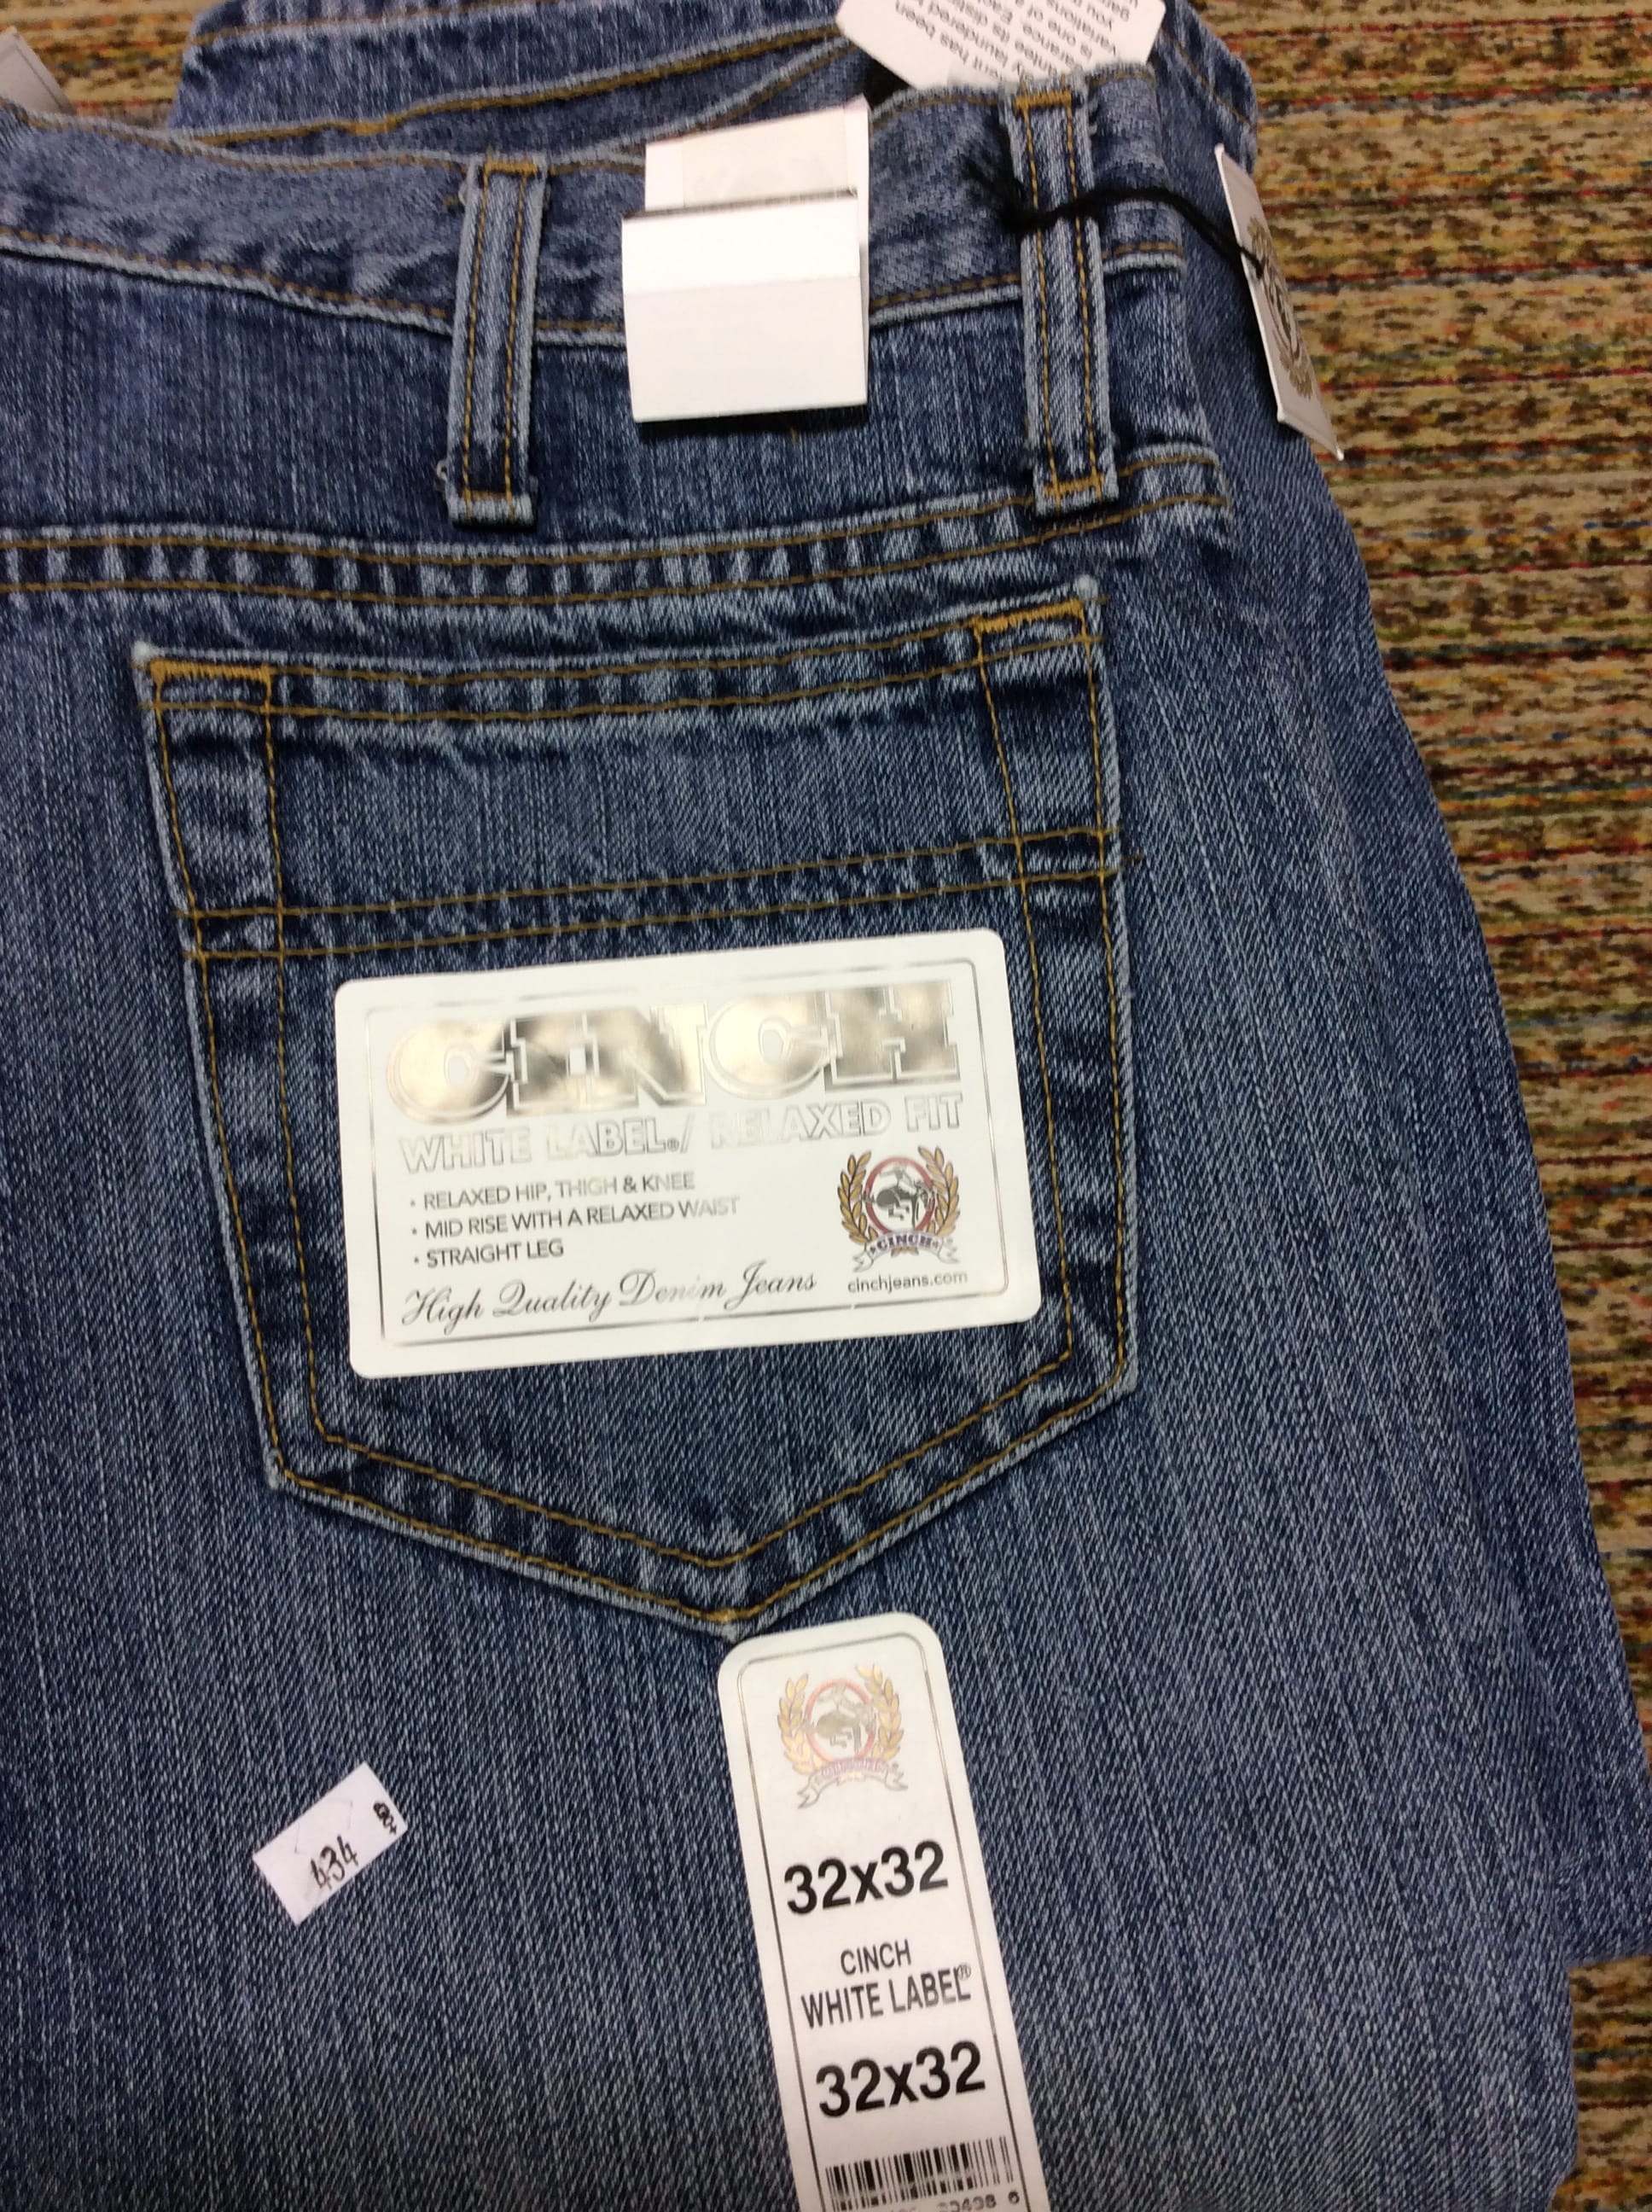 CINCH
WHITE LABEL®/ RELAXED FIT
• RELAXED HIP, THIGH & KNEE
• MID RISE WITH A RELAXED WAIST
• STRAIGHT LEG
High Quality Denim Jeans
CINCH
cinchjeans.com
434
32x32
CINCH
WHITE LABEL®
32x32